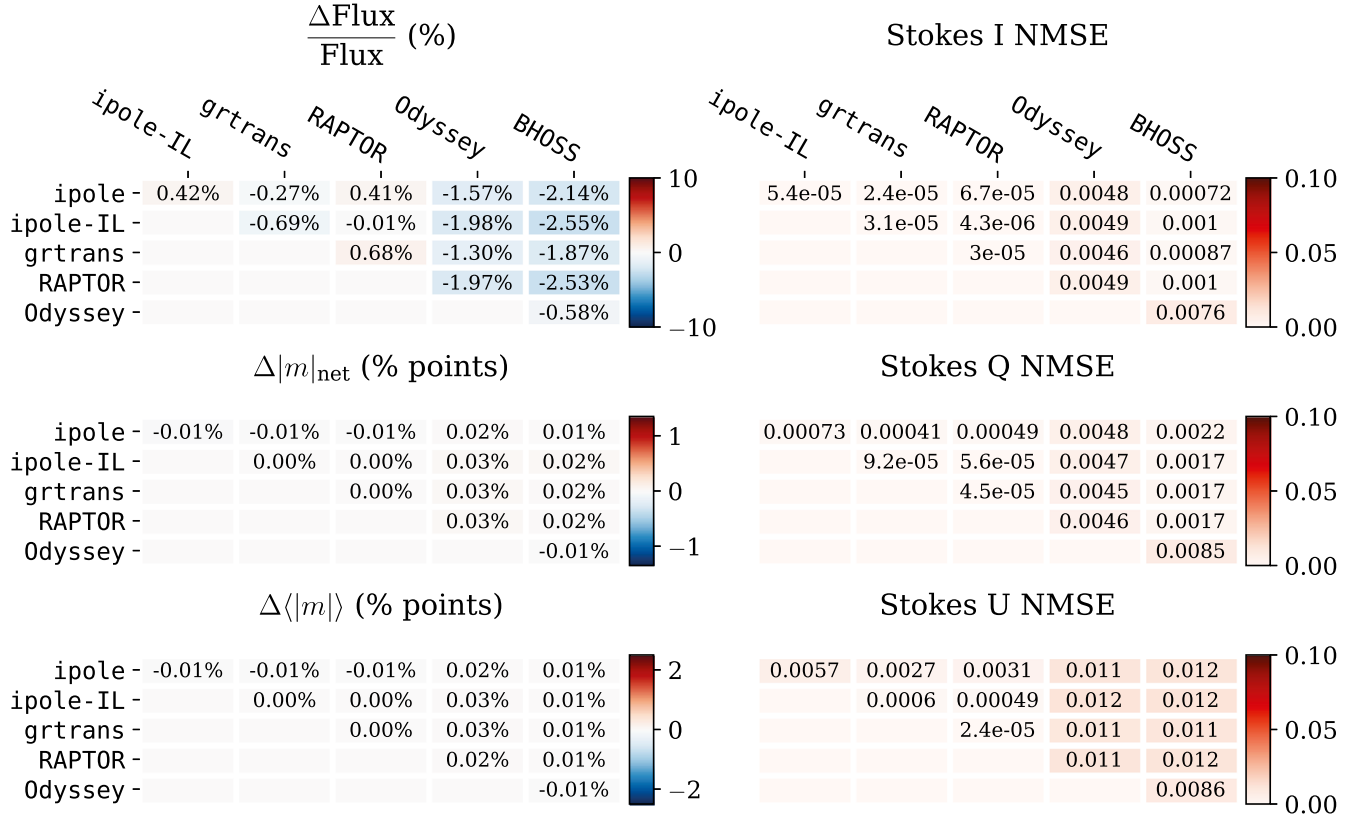 ΔFlux
Flux
(%)
ipole-IL grtrans RAPTOR Odyssey BHOSS
ipole 0.42% -0.27% 0.41% -1.57% -2.14%
ipole-IL -0.69% -0.01% -1.98% -2.55%
grtrans 0.68% -1.30% -1.87%
RAPTOR -1.97% -2.53%
Odyssey -0.58%
10
0
−10
Stokes I NMSE
ipole-IL grtrans RAPTOR Odyssey BHOSS
5.4e-05 2.4e-05 6.7e-05 0.0048 0.00072
3.1e-05 4.3e-06 0.0049 0.001
3e-05 0.0046 0.00087
0.0049 0.001
0.0076
0.10
0.05
0.00
Δ|m|net (% points)
ipole -0.01% -0.01% -0.01% 0.02% 0.01%
ipole-IL 0.00% 0.00% 0.03% 0.02%
grtrans 0.00% 0.03% 0.02%
RAPTOR 0.03% 0.02%
Odyssey -0.01%
1
0
−1
Stokes Q NMSE
0.00073 0.00041 0.00049 0.0048 0.0022
9.2e-05 5.6e-05 0.0047 0.0017
4.5e-05 0.0045 0.0017
0.0046 0.0017
0.0085
0.10
0.05
0.00
Δ⟨|m|⟩ (% points)
ipole -0.01% -0.01% -0.01% 0.02% 0.01%
ipole-IL 0.00% 0.00% 0.03% 0.01%
grtrans 0.00% 0.03% 0.01%
RAPTOR 0.02% 0.01%
Odyssey -0.01%
2
0
−2
Stokes U NMSE
0.0057 0.0027 0.0031 0.011 0.012
0.0006 0.00049 0.012 0.012
2.4e-05 0.011 0.011
0.011 0.012
0.0086
0.10
0.05
0.00